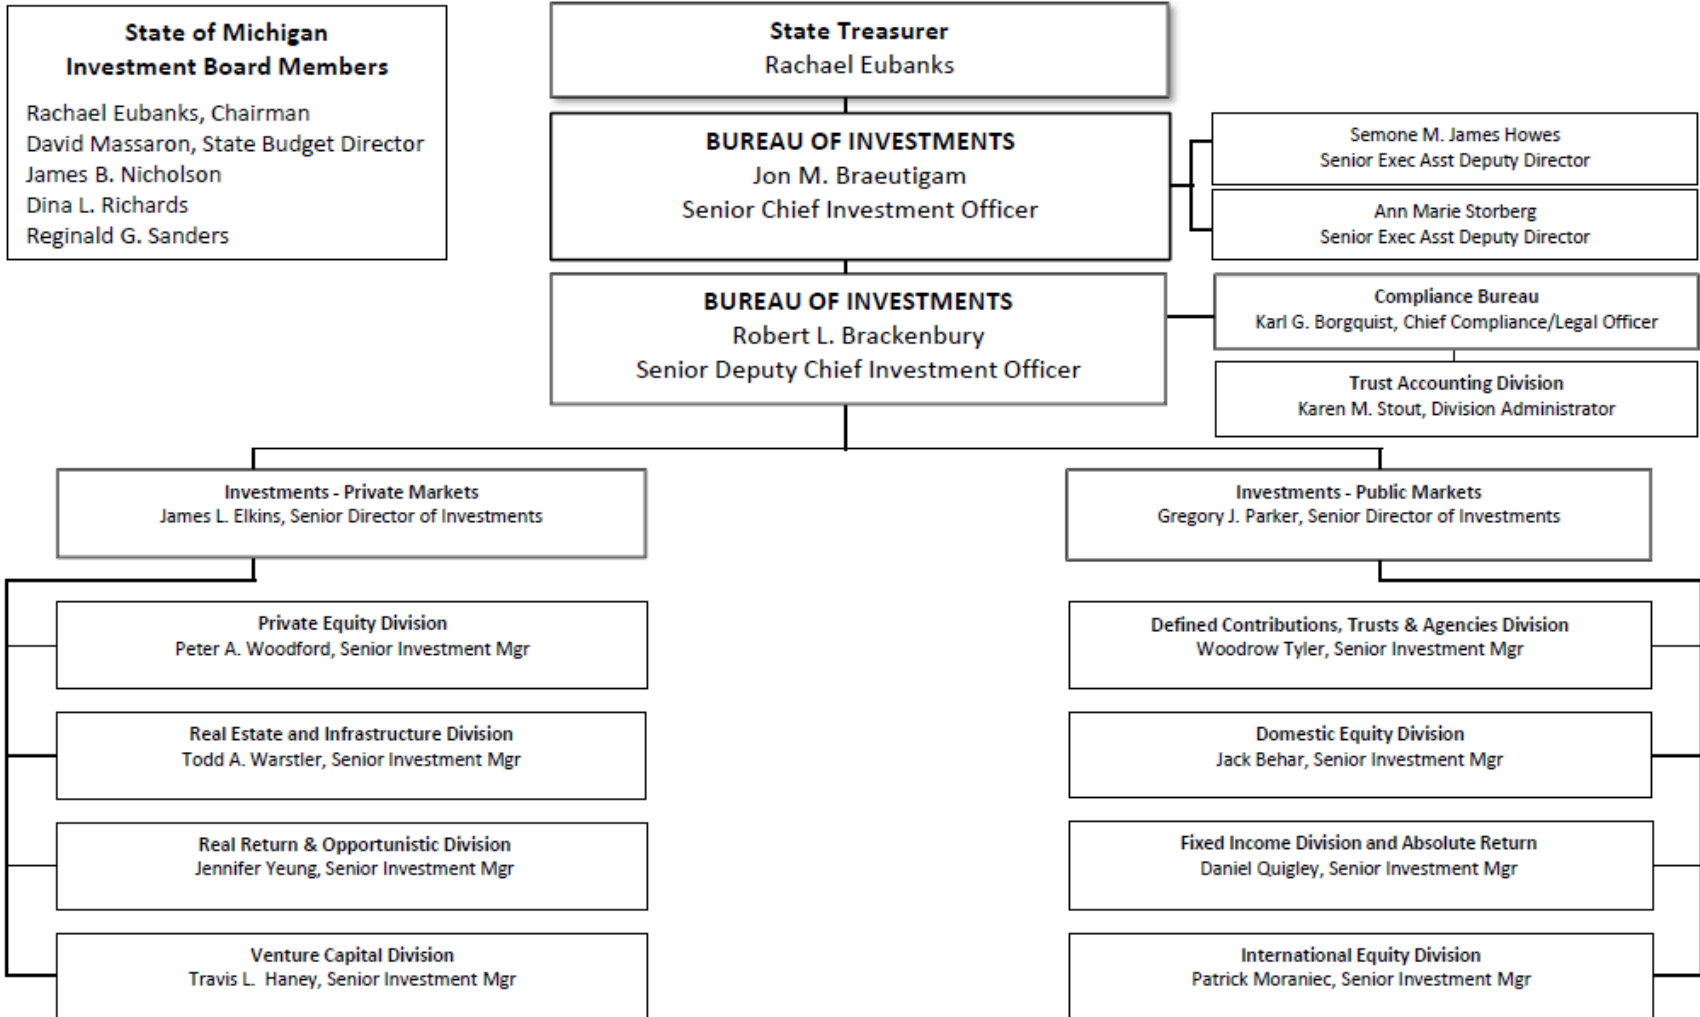 State of Michigan
Investment Board Members
Rachael Eubanks, Chairman
David Massaron, State Budget Director
James B. Nicholson
Dina L. Richards
Reginald G. Sanders
State Treasurer
Rachael Eubanks
BUREAU OF INVESTMENTS
Jon M. Braeutigam
Senior Chief Investment Officer
Semone M. James Howes
Senior Exec Asst Deputy Director
Ann Marie Storberg
Senior Exec Asst Deputy Director
BUREAU OF INVESTMENTS
Robert L. Brackenbury
Senior Deputy Chief Investment Officer
Compliance Bureau
Karl G. Borgquist, Chief Compliance/Legal Officer
Trust Accounting Division
Karen M. Stout, Division Administrator
Investments - Private Markets
James L. Elkins, Senior Director of Investments
Investments - Public Markets
Gregory J. Parker, Senior Director of Investments
Private Equity Division
Peter A. Woodford, Senior Investment Mgr
Real Estate and Infrastructure Division
Todd A. Warstler, Senior Investment Mgr
Real Return & Opportunistic Division
Jennifer Yeung, Senior Investment Mgr
Venture Capital Division
Travis L.  Haney, Senior Investment Mgr
Defined Contributions, Trusts & Agencies Division
Woodrow Tyler, Senior Investment Mgr
Domestic Equity Division
Jack Behar, Senior Investment Mgr
Fixed Income Division and Absolute Return
Daniel Quigley, Senior Investment Mgr
International Equity Division
Patrick Moraniec, Senior Investment Mgr